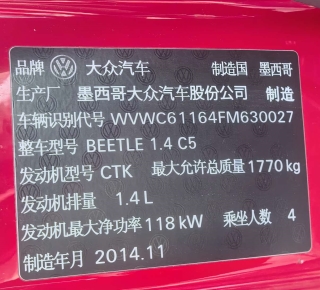 品牌 大众汽车 制造国 墨西哥
生产厂 墨西哥大众汽车股份公司 制造
车辆识别代号 WVWC61164FM630027
整车型号 BEETLE 1.4 C5
发动机型号 CTK 最大允许总质量 1770 kg
发动机排量 1.4 L
发动机最大净功率 118 kW 乘坐人数 4
制造年月 2014.11